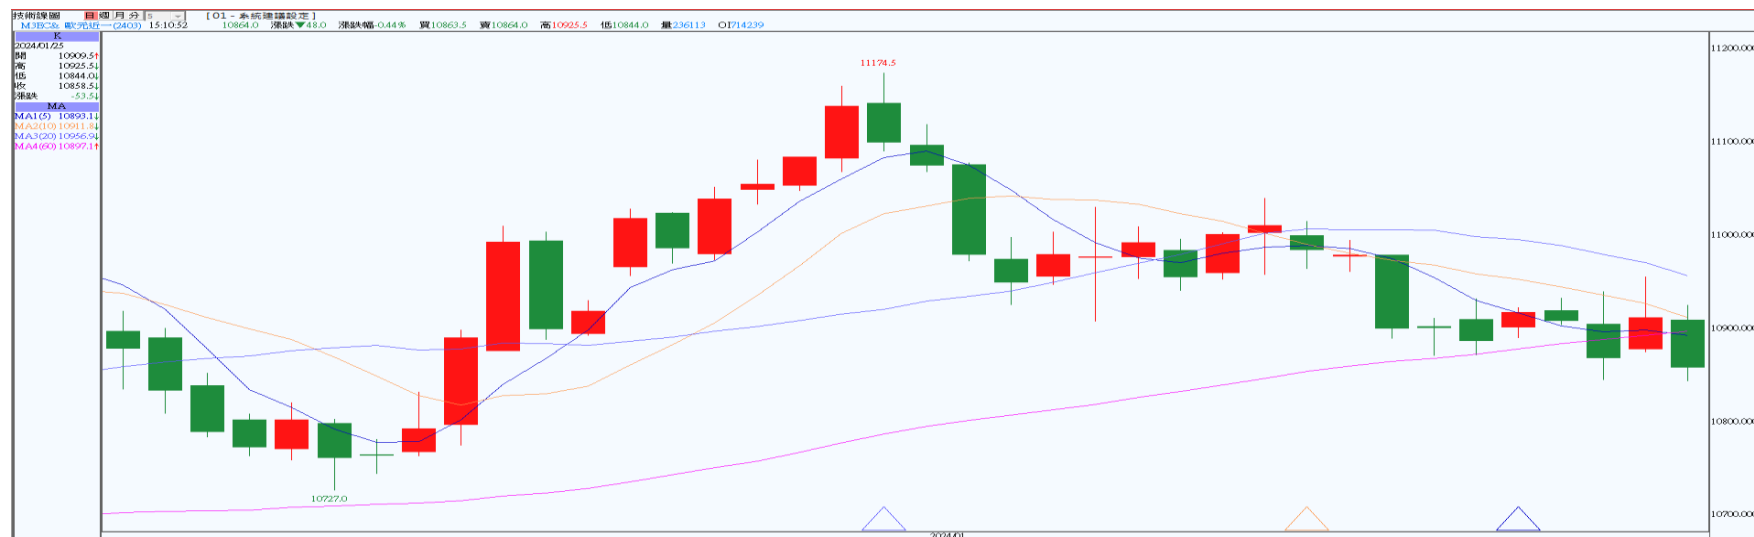 技術線圖 日 週 月 分 5 [ 01 - 系統建議設定 ]
M3EC& 歐元近一(2403) 15:10:52 10864.0 漲跌▼48.0 漲跌幅-0.44% 買10863.5 賣10864.0 高10925.5 低10844.0 量236113 OI714239
K
2024/01/25
開 10909.5↑
高 10925.5↓
低 10844.0↓
收 10858.5↓
漲跌 -53.5↓
MA
MA1(5) 10893.1↓
MA2(10) 10911.8↓
MA3(20) 10956.9↓
MA4(60) 10897.1↑
11174.5
10727.0
11200.00
11100.00
11000.00
10900.00
10800.00
10700.00
2024/01